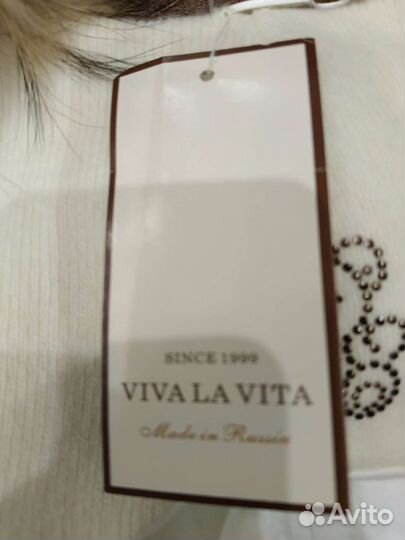 SINCE 1999
VIVA LA VITA
Made in Russia
Avito